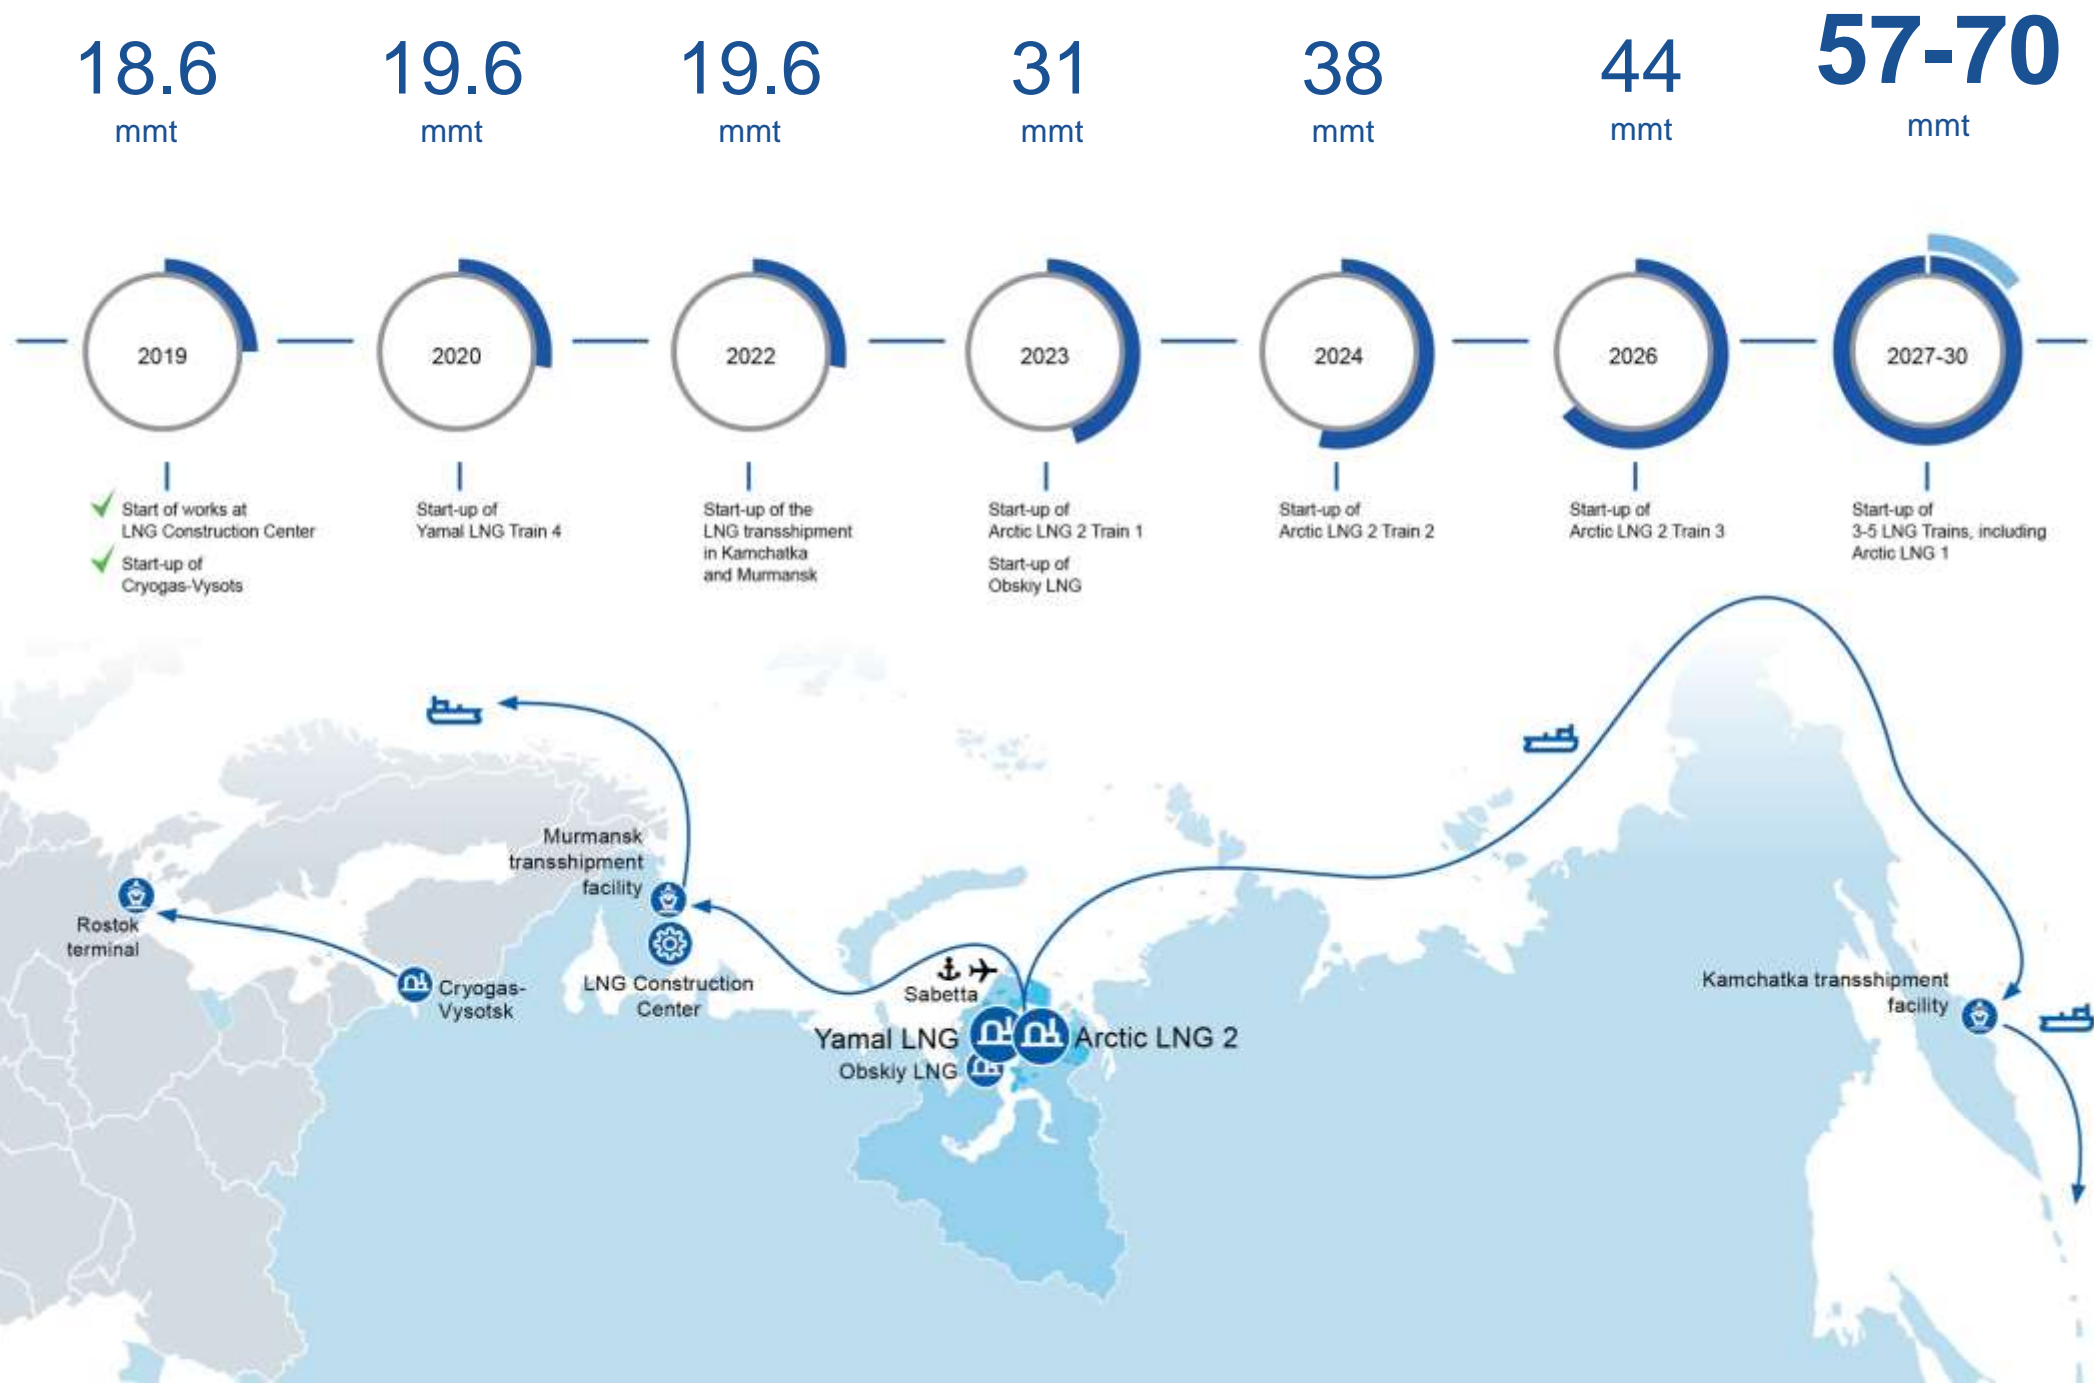 18.6
mmt
19.6
mmt
19.6
mmt
31
mmt
38
mmt
44
mmt
57-70
mmt
2019
2020
2022
2023
2024
2026
2027-30
Start of works at
LNG Construction Center
Start-up of
Cryogas-Vysots
Start-up of
Yamal LNG Train 4
Start-up of the
LNG transshipment
in Kamchatka
and Murmansk
Start-up of
Arctic LNG 2 Train 1
Start-up of
Obskiy LNG
Start-up of
Arctic LNG 2 Train 2
Start-up of
Arctic LNG 2 Train 3
Start-up of
3-5 LNG Trains, including
Arctic LNG 1
Murmansk
transshipment
facility
Rostok
terminal
Cryogas-
Vysotsk
LNG Construction
Center
Sabetta
Yamal LNG
Arctic LNG 2
Obskiy LNG
Kamchatka transshipment
facility